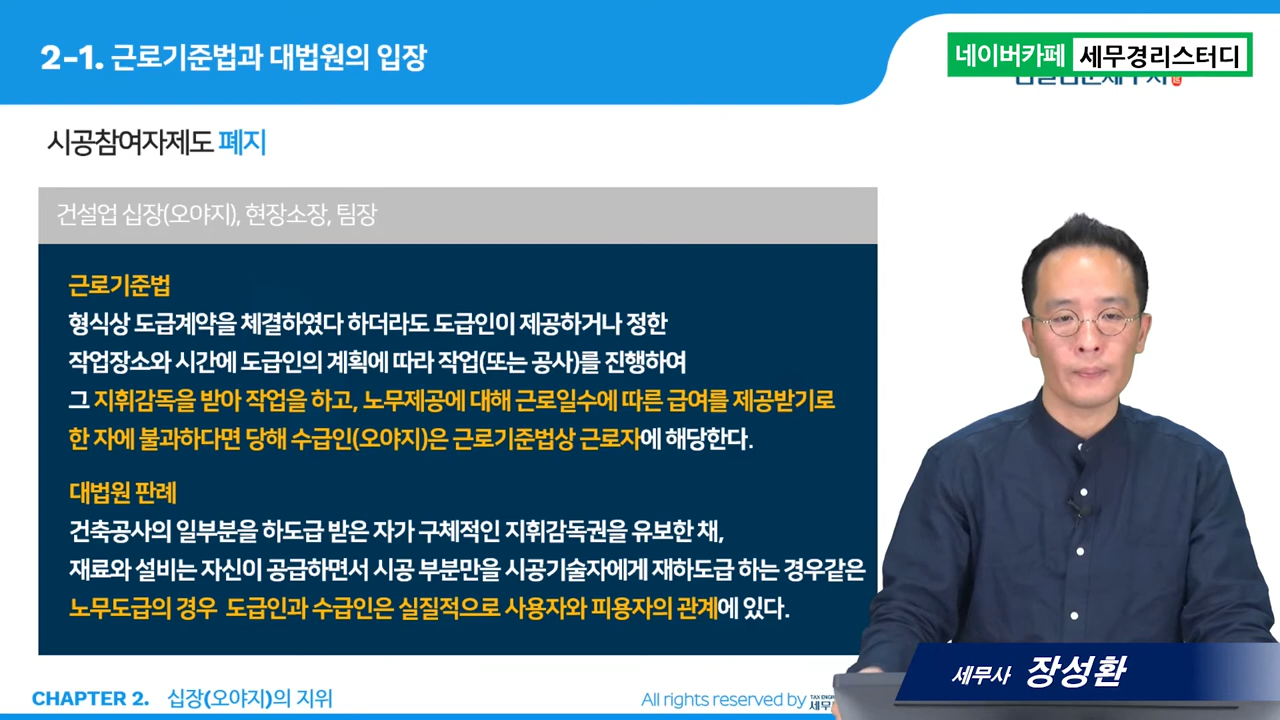 2-1. 근로기준법과 대법원의 입장
네이버카페 세무경리스터디
시공참여자제도 폐지
건설업 십장(오야지), 현장소장, 팀장
근로기준법
형식상 도급계약을 체결하였다 하더라도 도급인이 제공하거나 정한
작업장소와 시간에 도급인의 계획에 따라 작업(또는 공사)를 진행하여
그 지휘감독을 받아 작업을 하고, 노무제공에 대해 근로일수에 따른 급여를 제공받기로
한 자에 불과하다면 당해 수급인(오야지)은 근로기준법상 근로자에 해당한다.
대법원 판례
건축공사의 일부분을 하도급 받은 자가 구체적인 지휘감독권을 유보한 채,
재료와 설비는 자신이 공급하면서 시공 부분만을 시공기술자에게 재하도급 하는 경우같은
노무도급의 경우 도급인과 수급인은 실질적으로 사용자와 피용자의 관계에 있다.
세무사 장성환
CHAPTER 2. 십장(오야지)의 지위
All rights reserved by